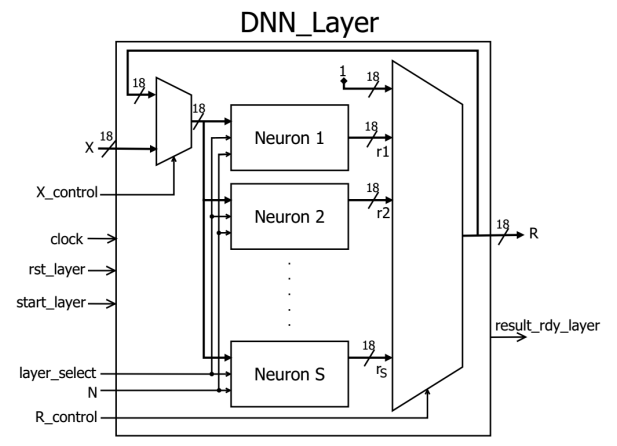 DNN_Layer
1
18
18
18
18
X
18
Neuron 1
18
r1
X_control
Neuron 2
18
r2
clock
18
R
rst_layer
start_layer
result_rdy_layer
18
layer_select
Neuron S
rS
N
R_control